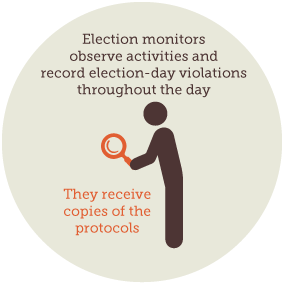 Election monitors
observe activities and
record election-day violations
throughout the day
They receive
copies of the
protocols